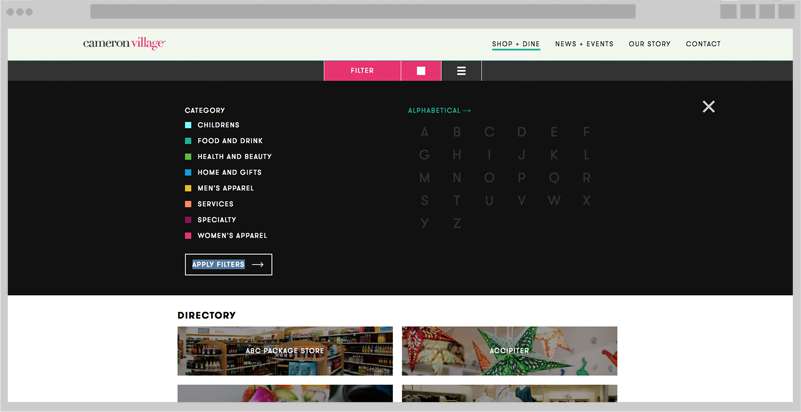 cameron village
SHOP + DINE NEWS + EVENTS OUR STORY CONTACT
FILTER
CATEGORY
CHILDRENS
FOOD AND DRINK
HEALTH AND BEAUTY
HOME AND GIFTS
MEN'S APPAREL
SERVICES
SPECIALTY
WOMEN'S APPAREL
APPLY FILTERS
ALPHABETICAL
A B C D E F
G H I J K L
M N O P Q R
S T U V W X
Y Z
DIRECTORY
ABC PACKAGE STORE
ACCIPITER